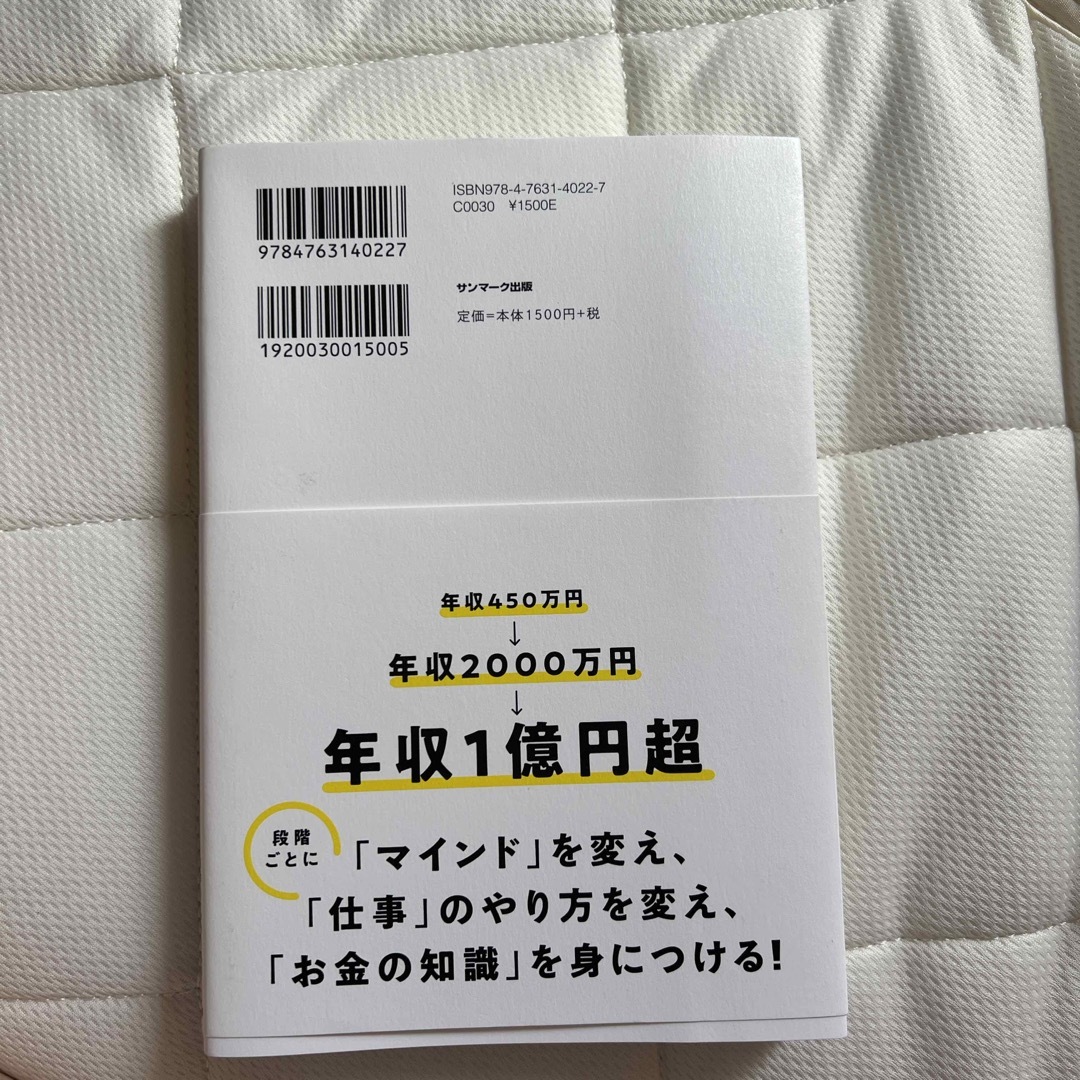 ISBN978-4-7631-4022-7
C0030 ¥1500E
9784763140227
サンマーク出版
定価=本体1500円+税
1920030015005
年収450万円
↓
年収2000万円
↓
年収1億円超
段階
ごとに
「マインド」を変え、
「仕事」のやり方を変え、
「お金の知識」を身につける!